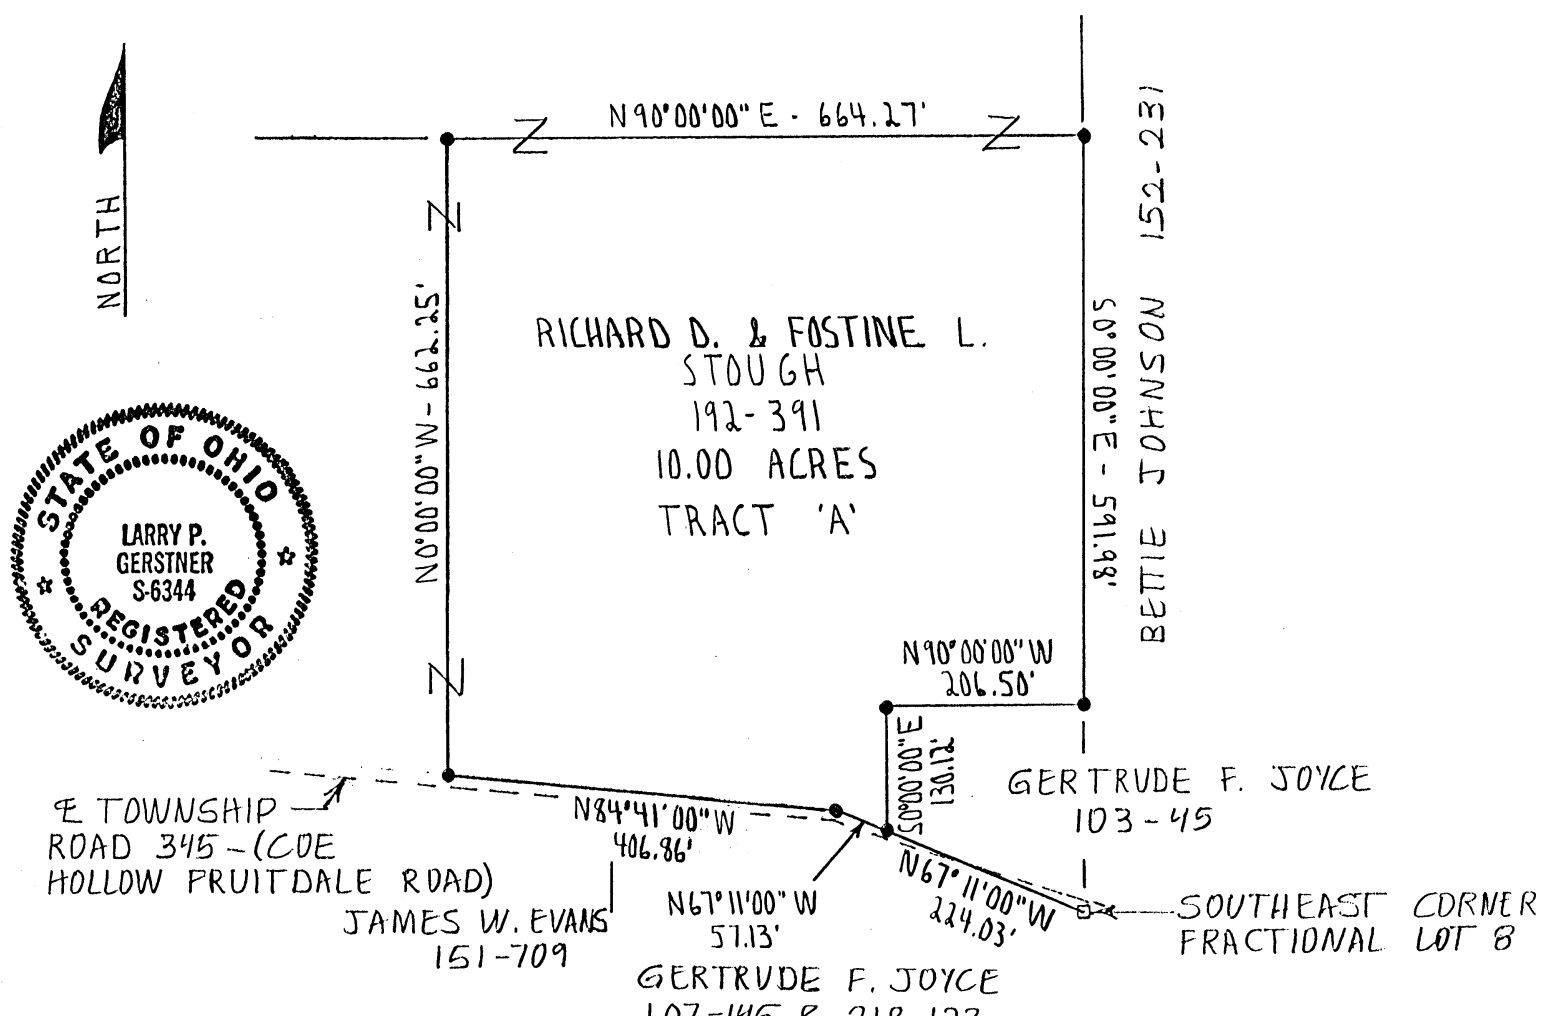 N90°00'00" E - 664.27'
NORTH
N0°00'00" W - 662.25'
RICHARD D. & FOSTINE L.
STOUGH
192-391
10.00 ACRES
TRACT 'A'
S0°00'00" E - 591.98'
BETTIE JOHNSON 152-231
STATE OF OHIO
LARRY P.
GERSTNER
S-6344
REGISTERED
SURVEYOR
N90°00'00" W
206.50'
S0°00'00" E
130.12'
GERTRUDE F. JOYCE
103-45
℄ TOWNSHIP
ROAD 345-(COE
HOLLOW FRUITDALE ROAD)
N84°41'00" W
406.86'
JAMES W. EVANS
151-709
N67°11'00" W
57.13'
N67°11'00" W
224.03'
SOUTHEAST CORNER
FRACTIONAL LOT 8
GERTRUDE F. JOYCE